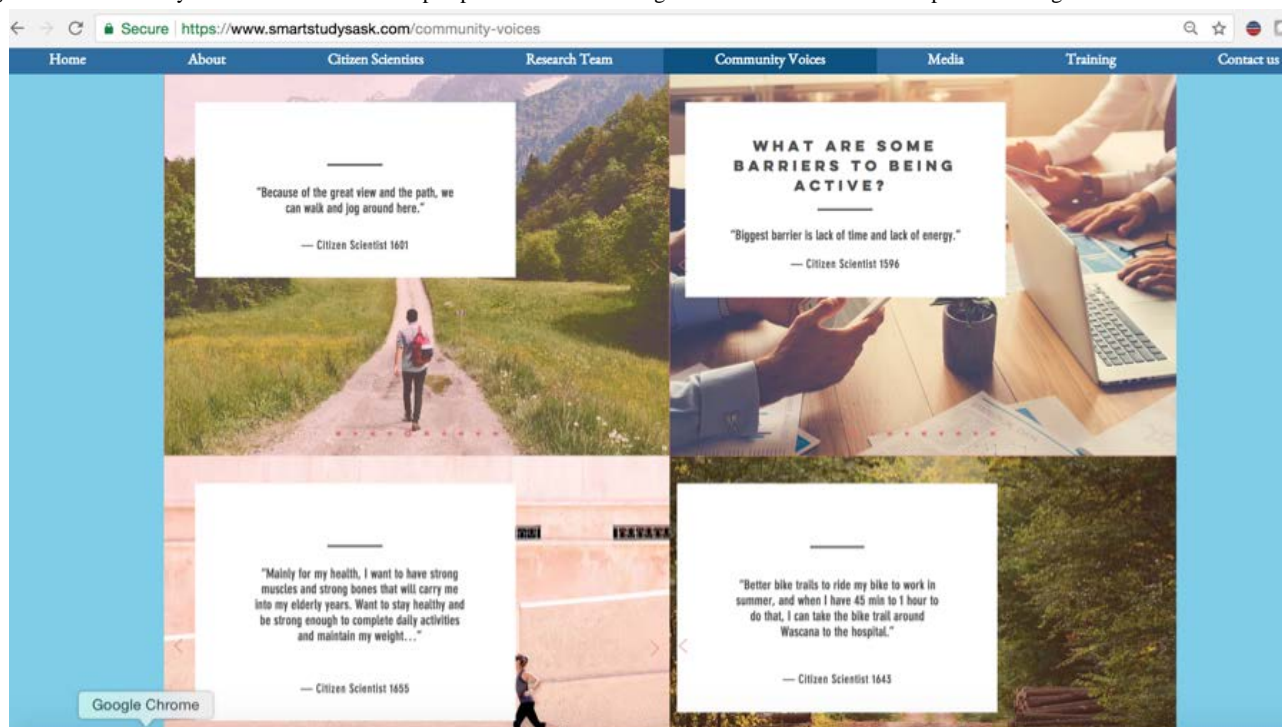 Secure https://www.smartstudysask.com/community-voices
Home About Citizen Scientists Research Team Community Voices Media Training Contact us
"Because of the great view and the path, we
can walk and jog around here."
— Citizen Scientist 1601
WHAT ARE SOME
BARRIERS TO BEING
ACTIVE?
"Biggest barrier is lack of time and lack of energy."
— Citizen Scientist 1596
"Mainly for my health, I want to have strong
muscles and strong bones that will carry me
into my elderly years. Want to stay healthy and
be strong enough to complete daily activities
and maintain my weight..."
— Citizen Scientist 1655
"Better bike trails to ride my bike to work in
summer, and when I have 45 min to 1 hour to
do that, I can take the bike trail around
Wascana to the hospital."
— Citizen Scientist 1643
Google Chrome